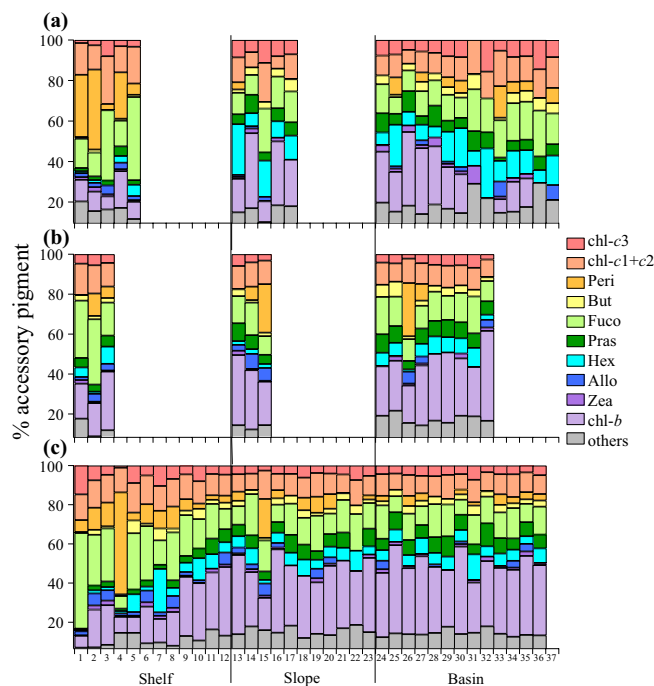 (a)
100
80
60
40
20
(b)
100
80
60
40
20
(c)
100
80
60
40
20
% accessory pigment
chl-c3
chl-c1+c2
Peri
But
Fuco
Pras
Hex
Allo
Zea
chl-b
others
1 2 3 4 5 6 7 8 9 10 11 12 13 14 15 16 17 18 19 20 21 22 23 24 25 26 27 28 29 30 31 32 33 34 35 36 37
Shelf Slope Basin